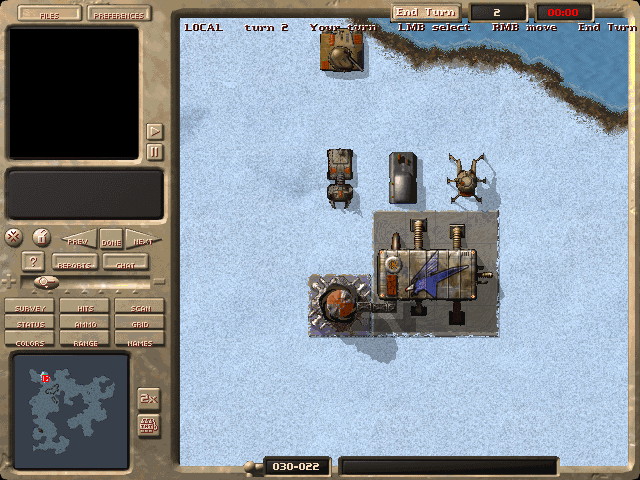 FILES PREFERENCES End Turn 2 00:00
LOCAL turn 2 Your turn LMB select RMB move End Turn
PREV DONE NEXT
? REPORTS CHAT
SURVEY HITS SCAN
STATUS AMMO GRID
COLORS RANGE NAMES
2x
030-022